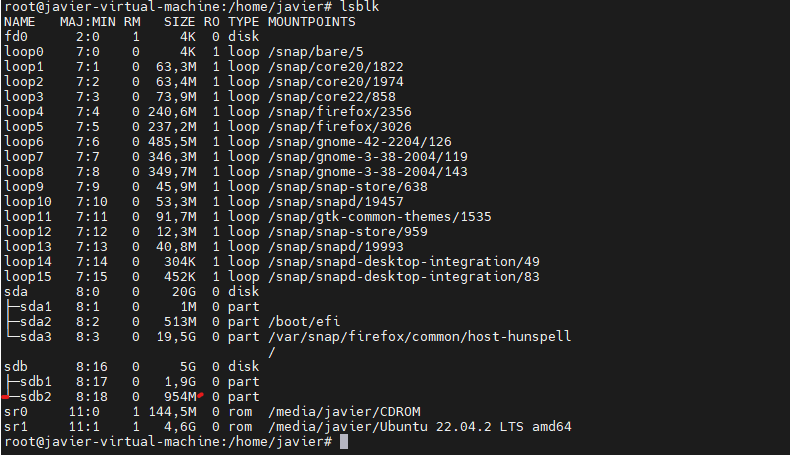 root@javier-virtual-machine:/home/javier# lsblk
NAME   MAJ:MIN RM   SIZE RO TYPE MOUNTPOINTS
fd0      2:0    1     4K  0 disk
loop0    7:0    0     4K  1 loop /snap/bare/5
loop1    7:1    0  63,3M  1 loop /snap/core20/1822
loop2    7:2    0  63,4M  1 loop /snap/core20/1974
loop3    7:3    0  73,9M  1 loop /snap/core22/858
loop4    7:4    0 240,6M  1 loop /snap/firefox/2356
loop5    7:5    0 237,2M  1 loop /snap/firefox/3026
loop6    7:6    0 485,5M  1 loop /snap/gnome-42-2204/126
loop7    7:7    0 346,3M  1 loop /snap/gnome-3-38-2004/119
loop8    7:8    0 349,7M  1 loop /snap/gnome-3-38-2004/143
loop9    7:9    0  45,9M  1 loop /snap/snap-store/638
loop10   7:10   0  53,3M  1 loop /snap/snapd/19457
loop11   7:11   0  91,7M  1 loop /snap/gtk-common-themes/1535
loop12   7:12   0  12,3M  1 loop /snap/snap-store/959
loop13   7:13   0  40,8M  1 loop /snap/snapd/19993
loop14   7:14   0   304K  1 loop /snap/snapd-desktop-integration/49
loop15   7:15   0   452K  1 loop /snap/snapd-desktop-integration/83
sda      8:0    0    20G  0 disk
├─sda1   8:1    0     1M  0 part
├─sda2   8:2    0   513M  0 part /boot/efi
└─sda3   8:3    0  19,5G  0 part /var/snap/firefox/common/host-hunspell
                                 /
sdb      8:16   0     5G  0 disk
├─sdb1   8:17   0   1,9G  0 part
└─sdb2   8:18   0   954M  0 part
sr0     11:0    1 144,5M  0 rom  /media/javier/CDROM
sr1     11:1    1   4,6G  0 rom  /media/javier/Ubuntu 22.04.2 LTS amd64
root@javier-virtual-machine:/home/javier#